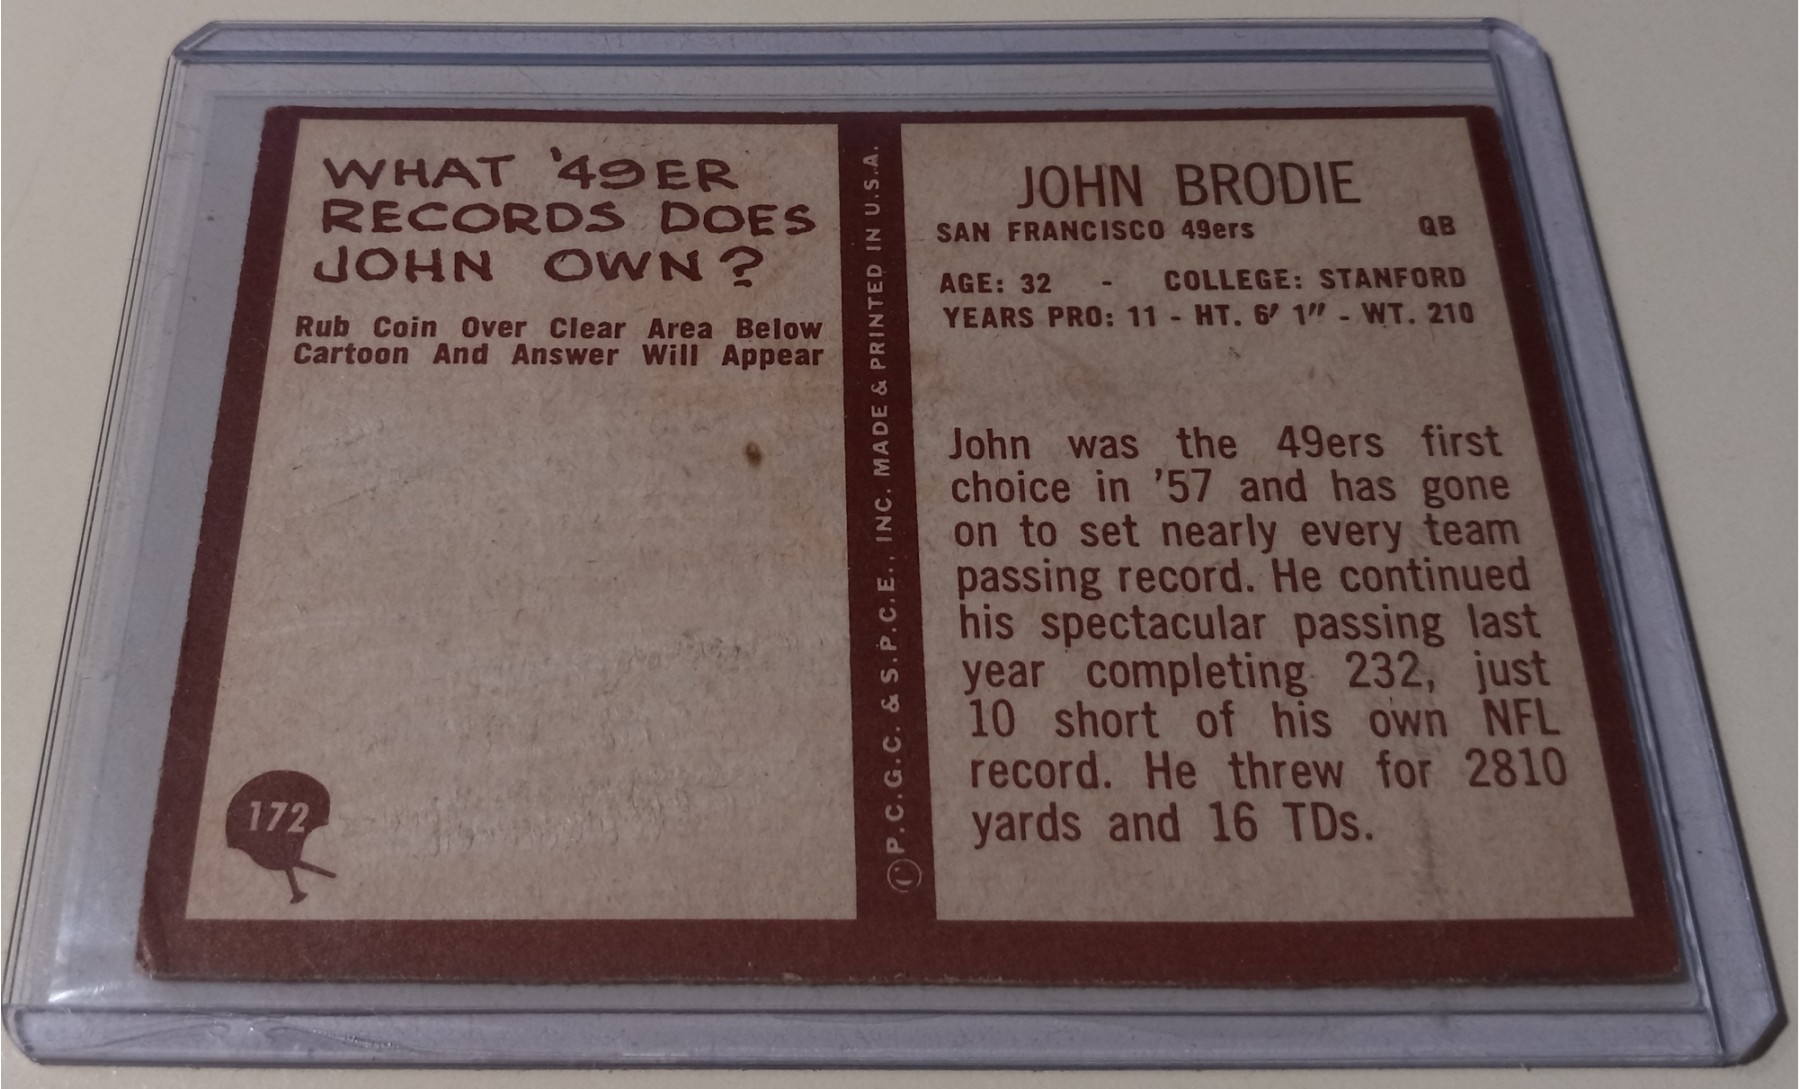 WHAT '49ER
RECORDS DOES
JOHN OWN?
Rub Coin Over Clear Area Below
Cartoon And Answer Will Appear
172
© P.C.G.C. & S.P.C.E., INC. MADE & PRINTED IN U.S.A.
JOHN BRODIE
SAN FRANCISCO 49ers QB
AGE: 32 - COLLEGE: STANFORD
YEARS PRO: 11 - HT. 6' 1" - WT. 210
John was the 49ers first
choice in '57 and has gone
on to set nearly every team
passing record. He continued
his spectacular passing last
year completing 232, just
10 short of his own NFL
record. He threw for 2810
yards and 16 TDs.